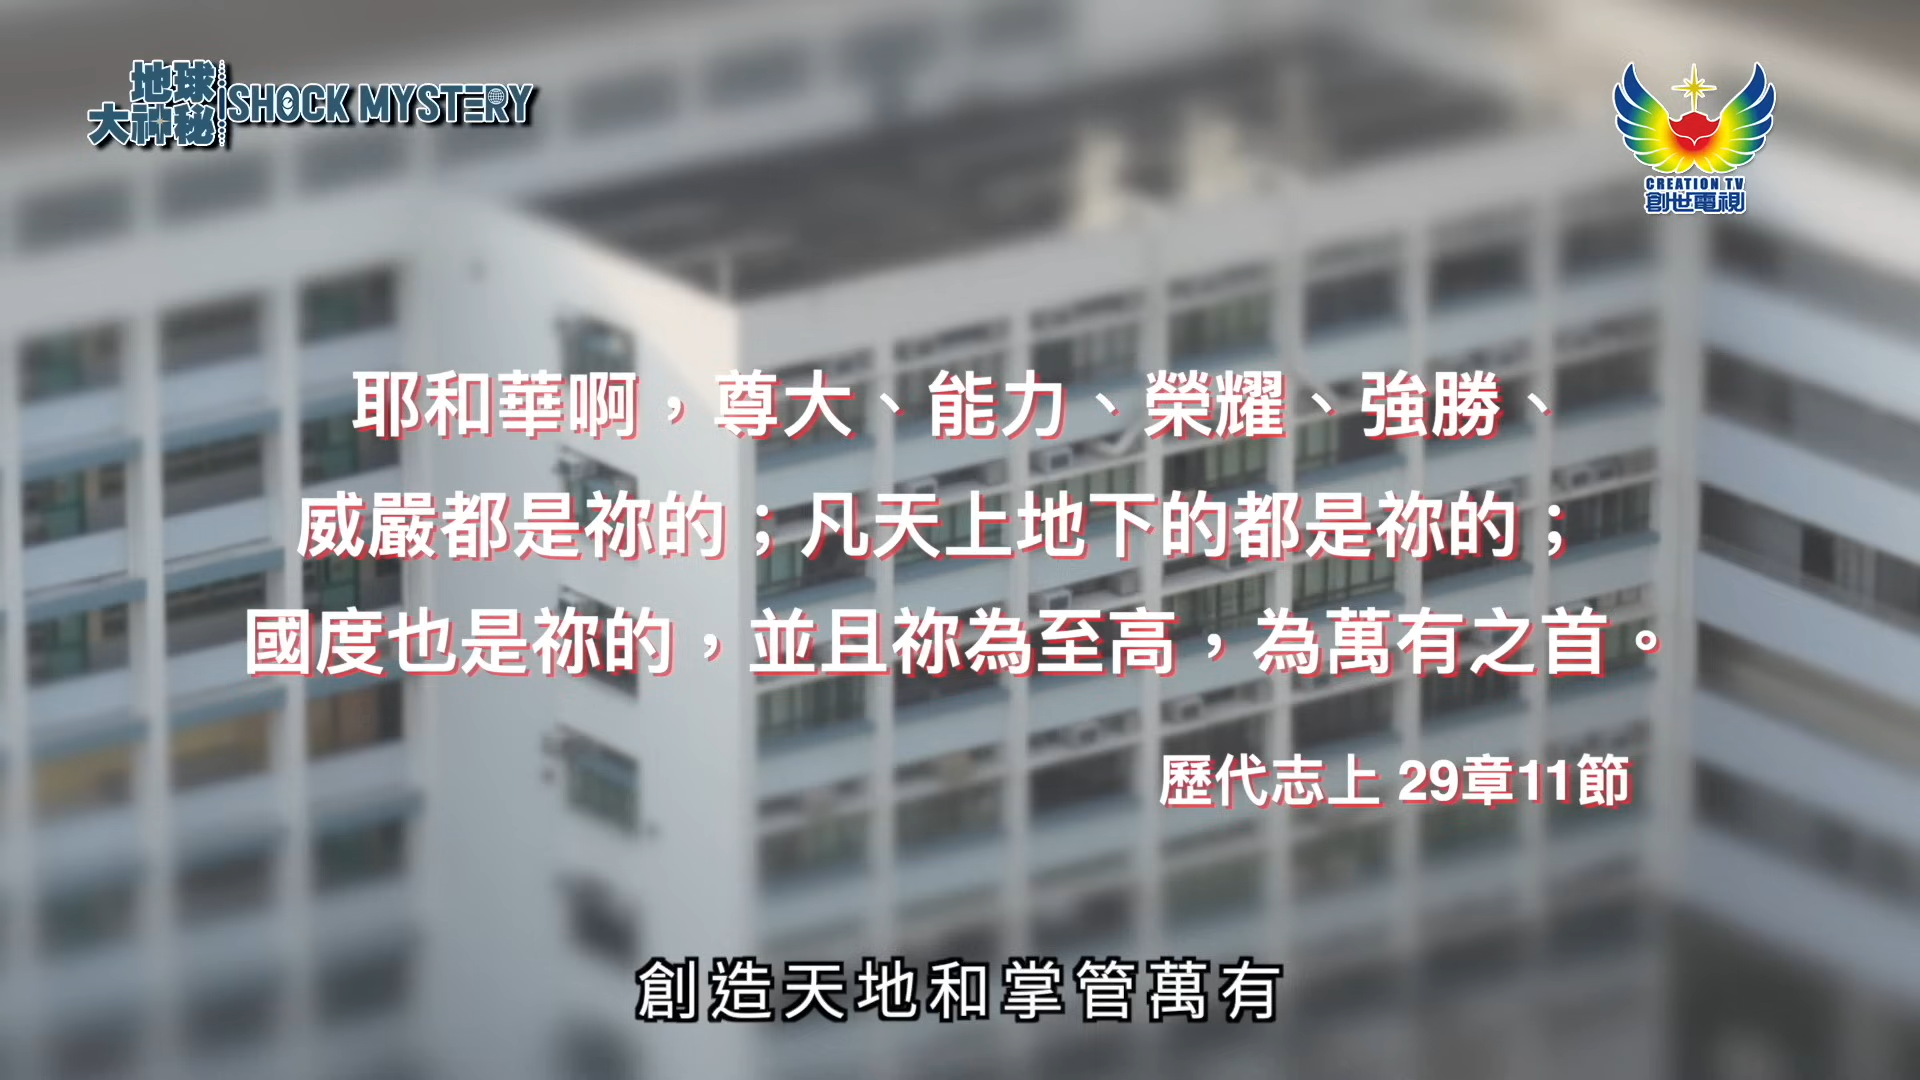 地球
大神秘
iSHOCK MYSTERY
CREATION TV
創世電視
耶和華啊，尊大、能力、榮耀、強勝、
威嚴都是祢的；凡天上地下的都是祢的；
國度也是祢的，並且祢為至高，為萬有之首。
歷代志上 29章11節
創造天地和掌管萬有